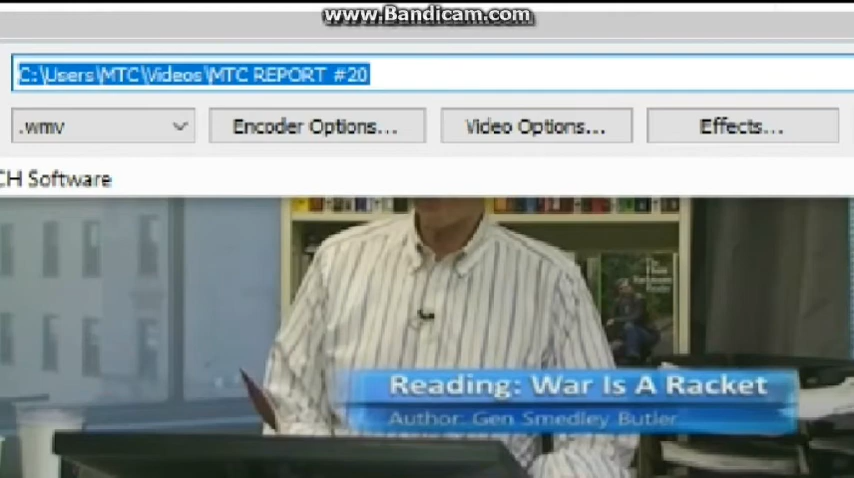 www.Bandicam.com
C:\Users\MTC\Videos\MTC REPORT #20
.wmv
Encoder Options...
Video Options...
Effects...
CH Software
Reading: War Is A Racket
Author: Gen Smedley Butler